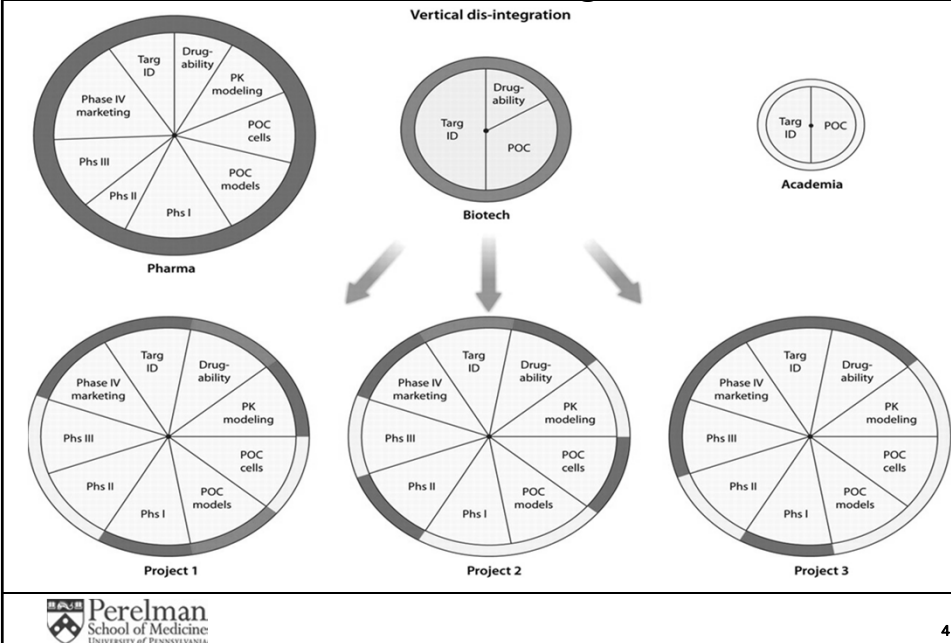 Vertical dis-integration
Targ
ID
Drug-
ability
PK
modeling
POC
cells
POC
models
Phs I
Phs II
Phs III
Phase IV
marketing
Pharma
Targ
ID
Drug-
ability
POC
Biotech
Targ
ID
POC
Academia
Targ
ID
Drug-
ability
PK
modeling
POC
cells
POC
models
Phs I
Phs II
Phs III
Phase IV
marketing
Project 1
Targ
ID
Drug-
ability
PK
modeling
POC
cells
POC
models
Phs I
Phs II
Phs III
Phase IV
marketing
Project 2
Targ
ID
Drug-
ability
PK
modeling
POC
cells
POC
models
Phs I
Phs II
Phs III
Phase IV
marketing
Project 3
Perelman
School of Medicine
UNIVERSITY of PENNSYLVANIA
4